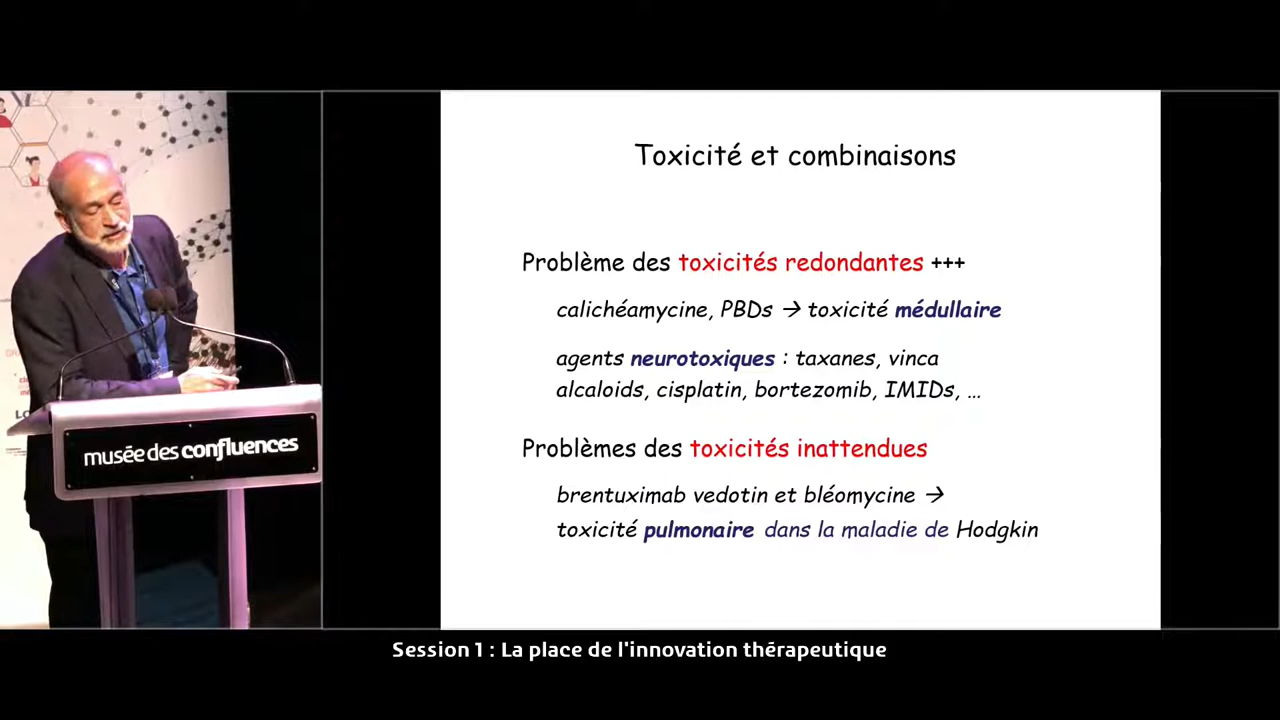 Toxicité et combinaisons
Problème des toxicités redondantes +++
calichéamycine, PBDs → toxicité médullaire
agents neurotoxiques : taxanes, vinca
alcaloids, cisplatin, bortezomib, IMIDs, ...
Problèmes des toxicités inattendues
brentuximab vedotin et bléomycine →
toxicité pulmonaire dans la maladie de Hodgkin
musée des confluences
Session 1 : La place de l'innovation thérapeutique